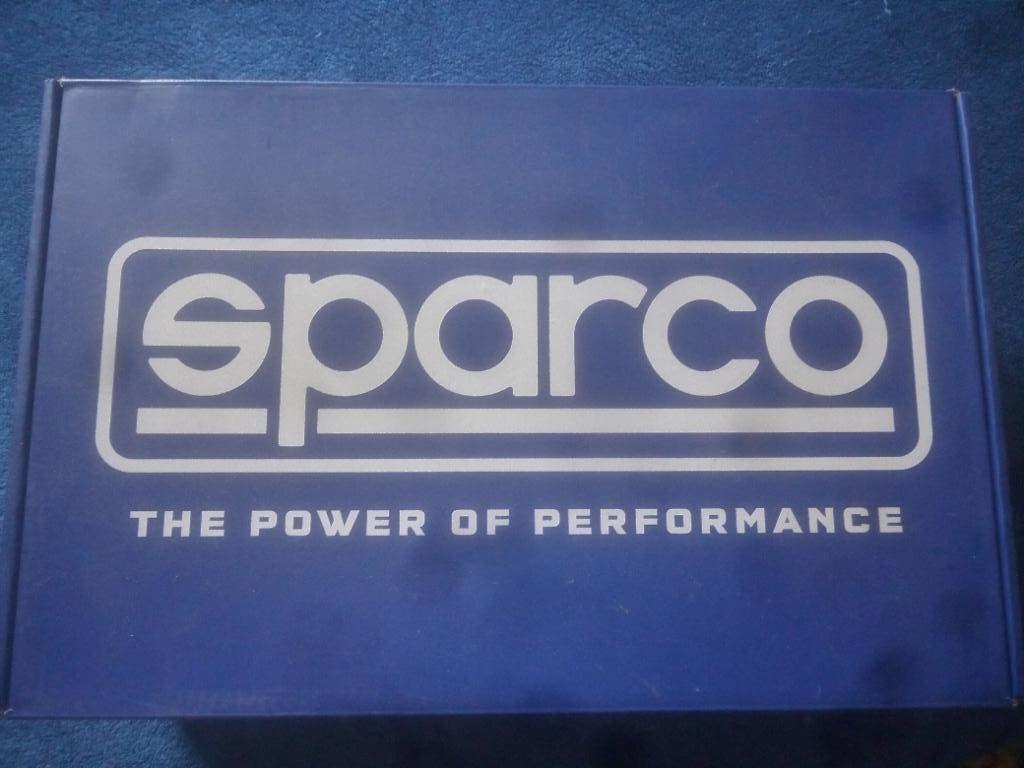 sparco
THE POWER OF PERFORMANCE